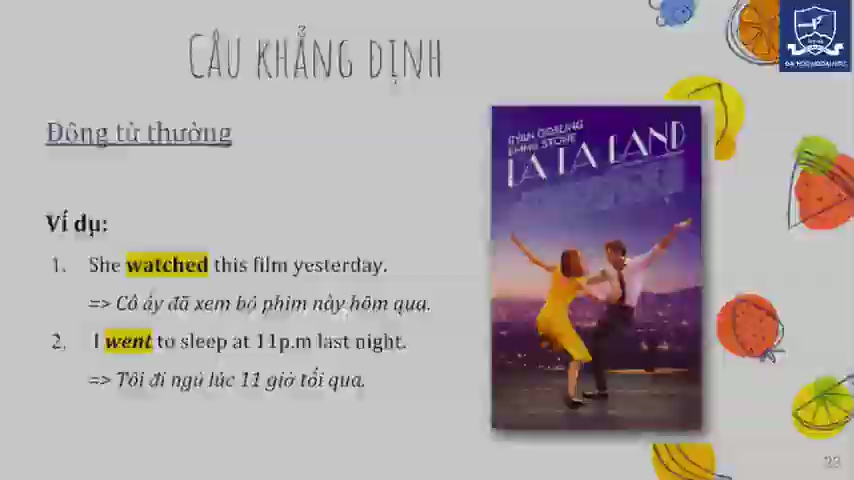 CÂU KHẲNG ĐỊNH
Động từ thường
Ví dụ:
1. She watched this film yesterday.
=> Cô ấy đã xem bộ phim này hôm qua.
2. I went to sleep at 11p.m last night.
=> Tôi đi ngủ lúc 11 giờ tối qua.
RYAN GOSLING
EMMA STONE
LA LA LAND
23